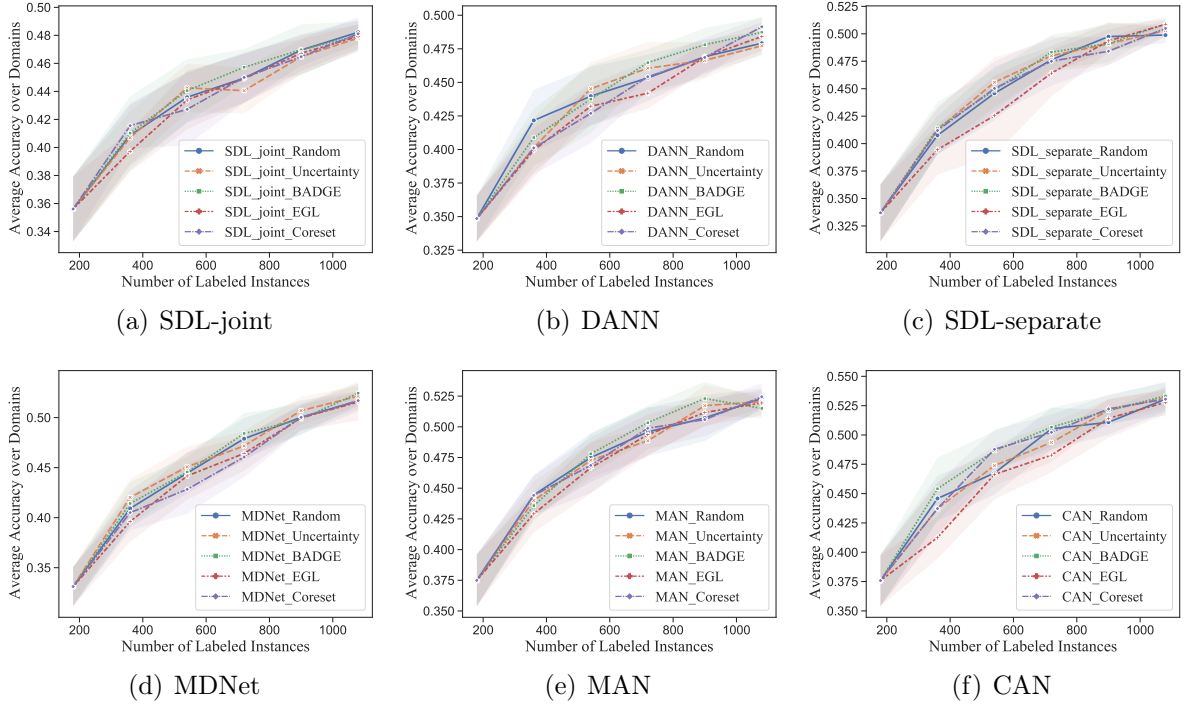 0.50
0.48
0.46
0.44
0.42
0.40
0.38
0.36
0.34
Average Accuracy over Domains
SDL_joint_Random
SDL_joint_Uncertainty
SDL_joint_BADGE
SDL_joint_EGL
SDL_joint_Coreset
200 400 600 800 1000
Number of Labeled Instances
(a) SDL-joint
0.500
0.475
0.450
0.425
0.400
0.375
0.350
0.325
Average Accuracy over Domains
DANN_Random
DANN_Uncertainty
DANN_BADGE
DANN_EGL
DANN_Coreset
200 400 600 800 1000
Number of Labeled Instances
(b) DANN
0.525
0.500
0.475
0.450
0.425
0.400
0.375
0.350
0.325
Average Accuracy over Domains
SDL_separate_Random
SDL_separate_Uncertainty
SDL_separate_BADGE
SDL_separate_EGL
SDL_separate_Coreset
200 400 600 800 1000
Number of Labeled Instances
(c) SDL-separate
0.50
0.45
0.40
0.35
Average Accuracy over Domains
MDNet_Random
MDNet_Uncertainty
MDNet_BADGE
MDNet_EGL
MDNet_Coreset
200 400 600 800 1000
Number of Labeled Instances
(d) MDNet
0.525
0.500
0.475
0.450
0.425
0.400
0.375
0.350
Average Accuracy over Domains
MAN_Random
MAN_Uncertainty
MAN_BADGE
MAN_EGL
MAN_Coreset
200 400 600 800 1000
Number of Labeled Instances
(e) MAN
0.550
0.525
0.500
0.475
0.450
0.425
0.400
0.375
0.350
Average Accuracy over Domains
CAN_Random
CAN_Uncertainty
CAN_BADGE
CAN_EGL
CAN_Coreset
200 400 600 800 1000
Number of Labeled Instances
(f) CAN